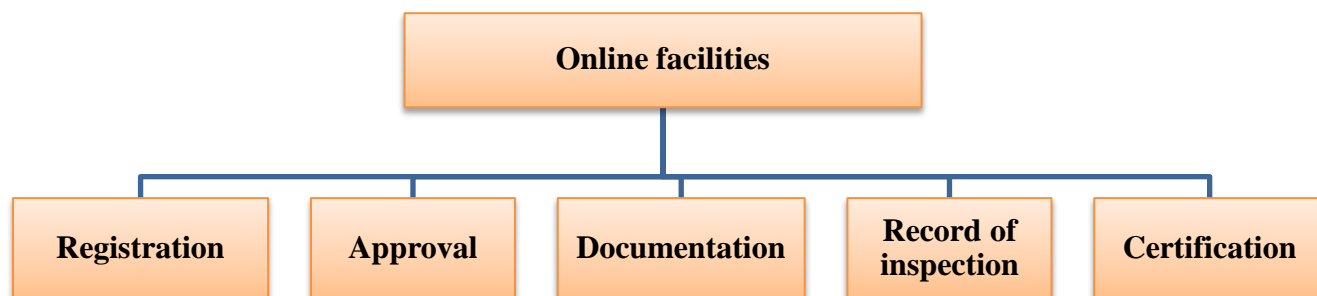 Online facilities
Registration
Approval
Documentation
Record of
inspection
Certification